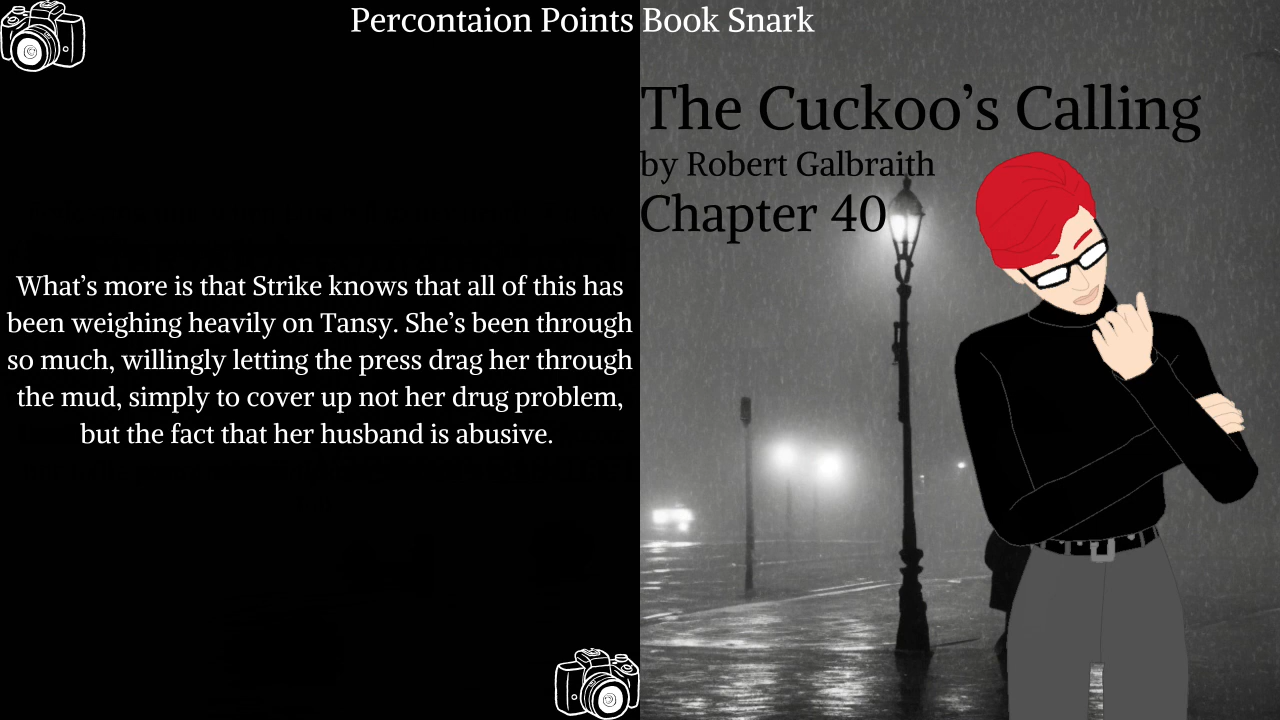 Percontaion Points Book Snark
The Cuckoo’s Calling
by Robert Galbraith
Chapter 40
What’s more is that Strike knows that all of this has
been weighing heavily on Tansy. She’s been through
so much, willingly letting the press drag her through
the mud, simply to cover up not her drug problem,
but the fact that her husband is abusive.